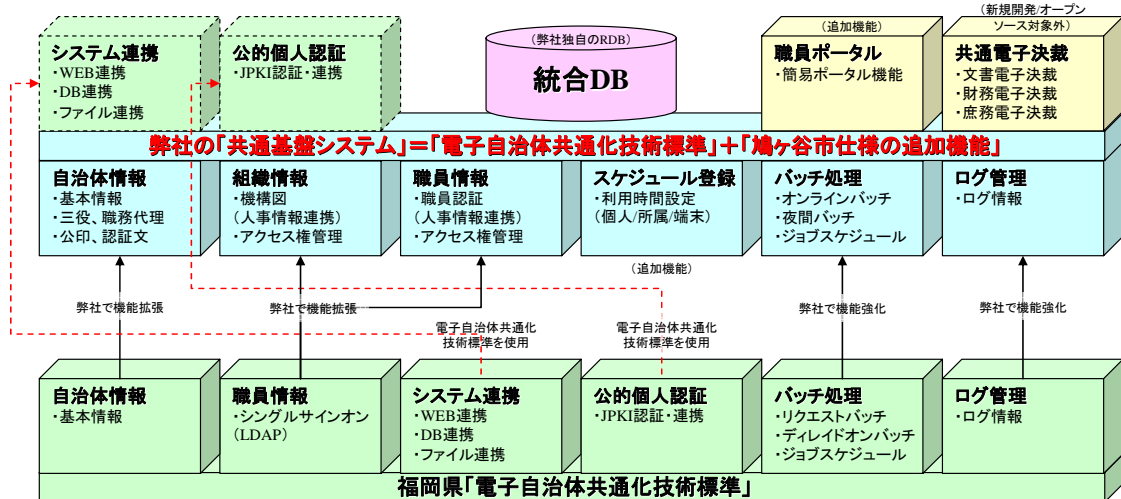 システム連携
・WEB連携
・DB連携
・ファイル連携
公的個人認証
・JPKI認証・連携
（弊社独自のRDB）
統合DB
（追加機能）
職員ポータル
・簡易ポータル機能
（新規開発/オープン
ソース対象外）
共通電子決裁
・文書電子決裁
・財務電子決裁
・庶務電子決裁
弊社の「共通基盤システム」＝「電子自治体共通化技術標準」＋「鳩ヶ谷市仕様の追加機能」
自治体情報
・基本情報
・三役、職務代理
・公印、認証文
組織情報
・機構図
（人事情報連携）
・アクセス権管理
職員情報
・職員認証
（人事情報連携）
・アクセス権管理
スケジュール登録
・利用時間設定
（個人/所属/端末）
バッチ処理
・オンラインバッチ
・夜間バッチ
・ジョブスケジュール
ログ管理
・ログ情報
（追加機能）
弊社で機能拡張
弊社で機能拡張
弊社で機能強化
弊社で機能強化
電子自治体共通化
技術標準を使用
電子自治体共通化
技術標準を使用
自治体情報
・基本情報
職員情報
・シングルサインオン
（LDAP）
システム連携
・WEB連携
・DB連携
・ファイル連携
公的個人認証
・JPKI認証・連携
バッチ処理
・リクエストバッチ
・ディレイドオンバッチ
・ジョブスケジュール
ログ管理
・ログ情報
福岡県「電子自治体共通化技術標準」